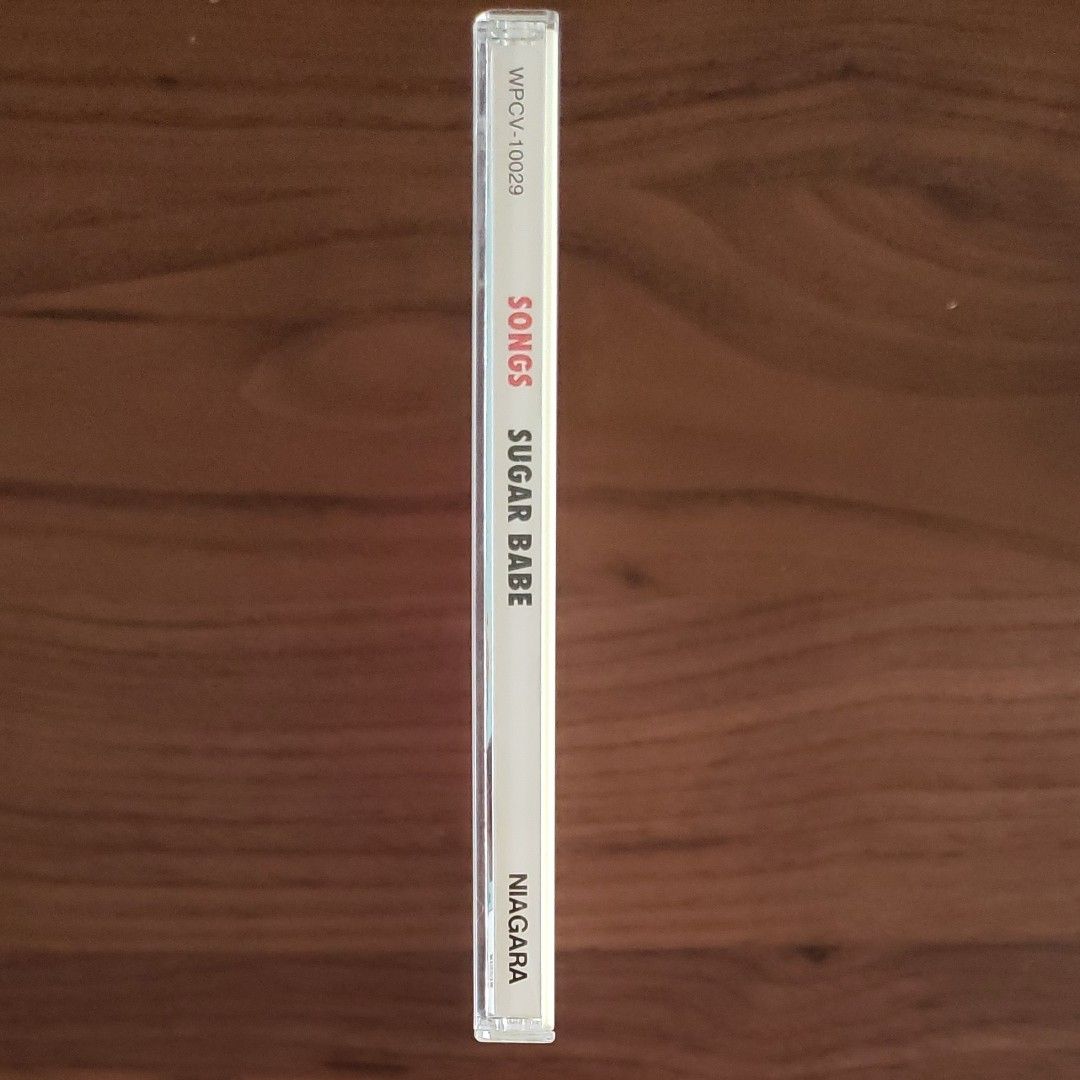 WPCV-10029
SONGS SUGAR BABE
NIAGARA